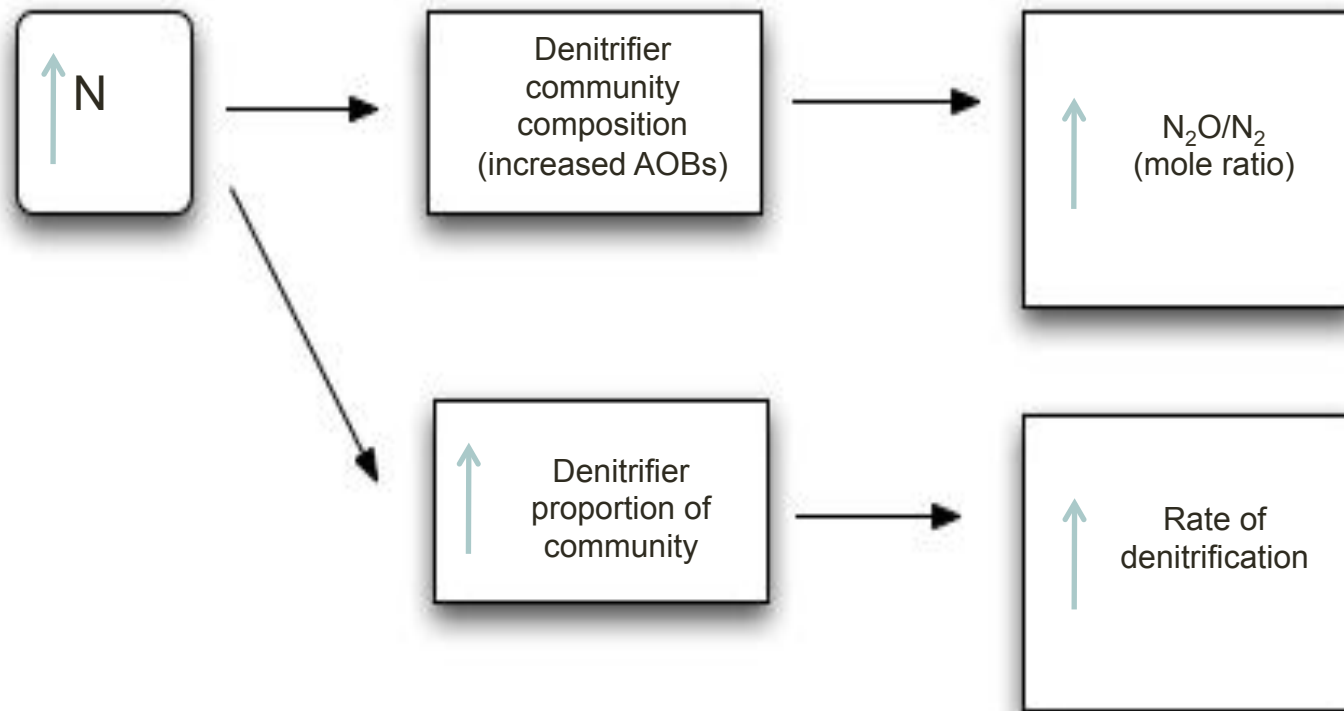 N
Denitrifier
community
composition
(increased AOBs)
N₂O/N₂
(mole ratio)
Denitrifier
proportion of
community
Rate of
denitrification